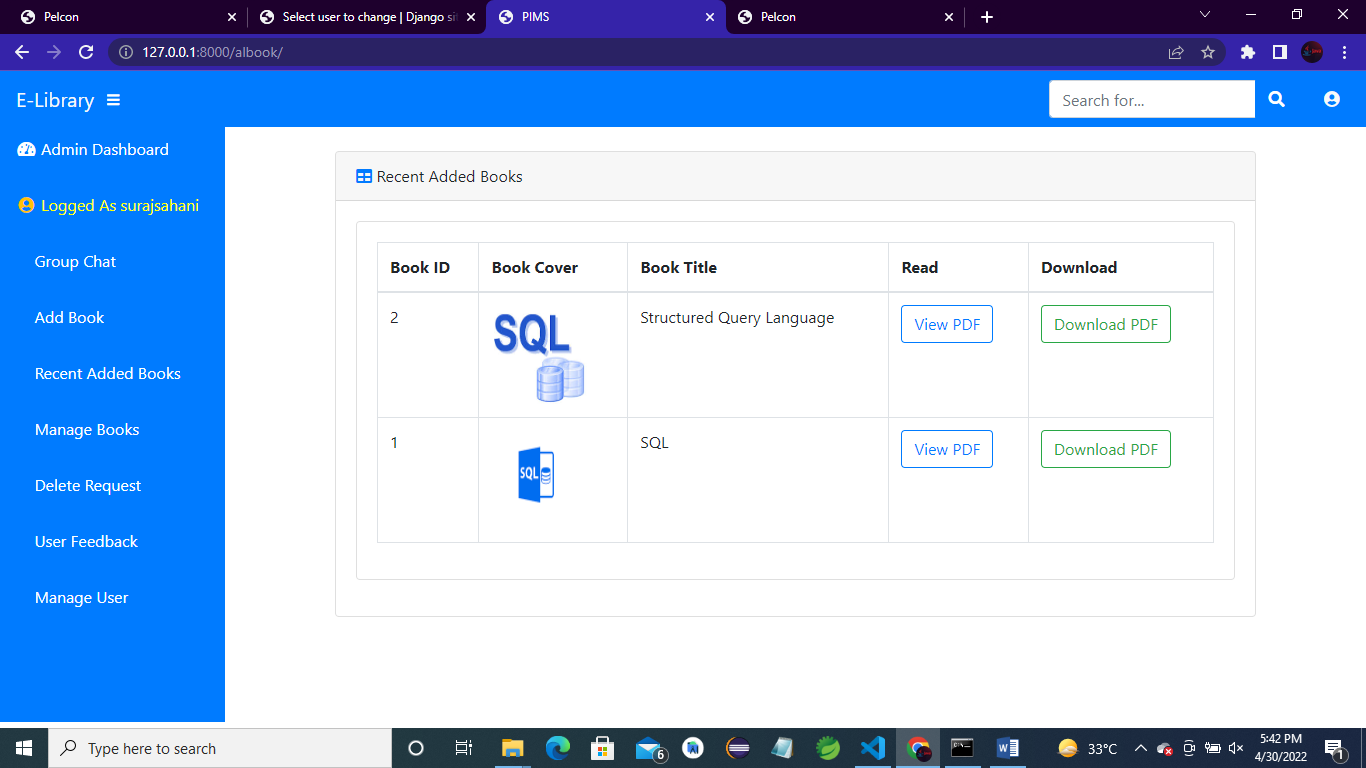 Pelcon
Select user to change | Django si
PIMS
Pelcon
127.0.0.1:8000/albook/
E-Library
Search for...
Admin Dashboard
Logged As surajsahani
Group Chat
Add Book
Recent Added Books
Manage Books
Delete Request
User Feedback
Manage User
Recent Added Books
Book ID Book Cover Book Title Read Download
2 SQL Structured Query Language View PDF Download PDF
1 SQL SQL View PDF Download PDF
Type here to search
6
33°C
5:42 PM
4/30/2022
1